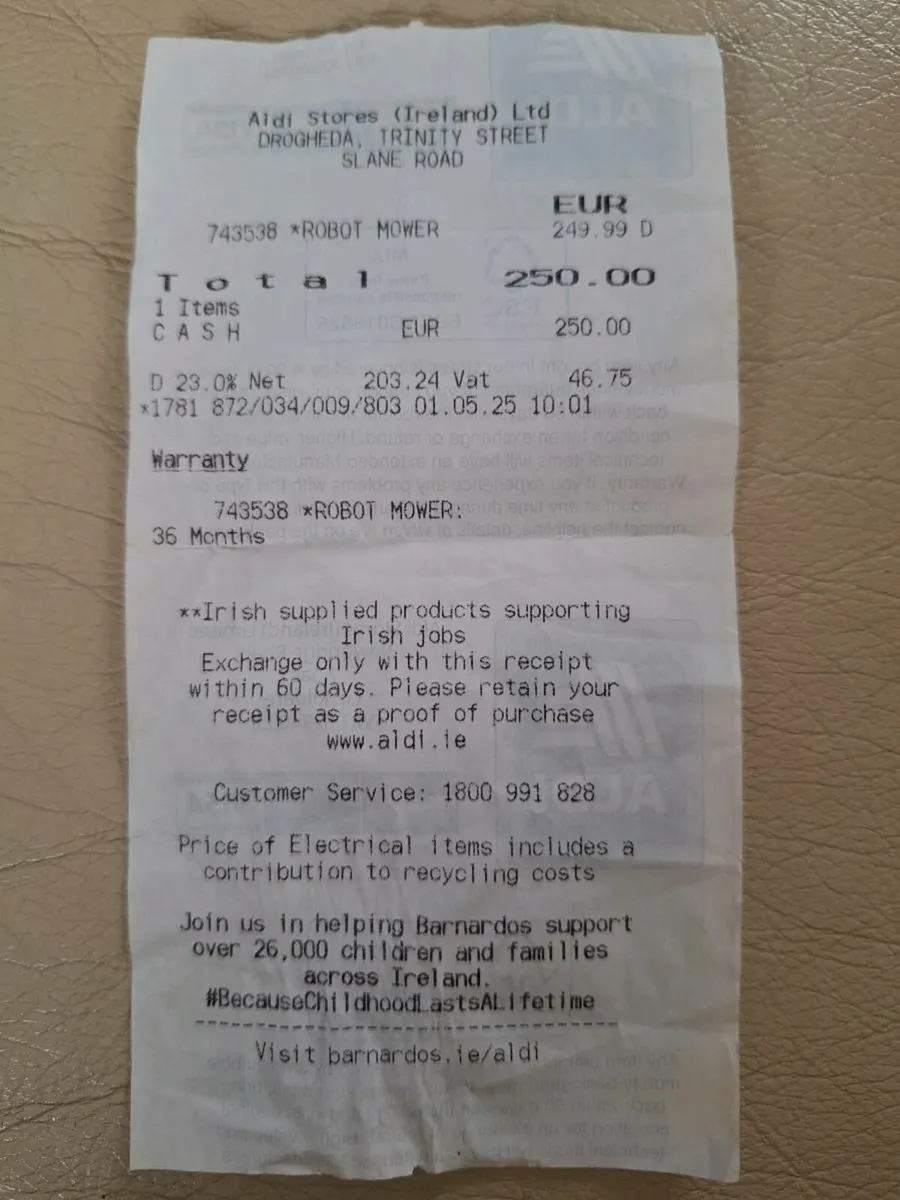 Aldi Stores (Ireland) Ltd
DROGHEDA, TRINITY STREET
SLANE ROAD
EUR
743538 *ROBOT MOWER 249.99 D
Total 250.00
1 Items
CASH EUR 250.00
D 23.0% Net 203.24 Vat 46.75
*1781 872/034/009/803 01.05.25 10:01
Warranty
743538 *ROBOT MOWER:
36 Months
**Irish supplied products supporting
Irish jobs
Exchange only with this receipt
within 60 days. Please retain your
receipt as a proof of purchase
www.aldi.ie
Customer Service: 1800 991 828
Price of Electrical items includes a
contribution to recycling costs
Join us in helping Barnardos support
over 26,000 children and families
across Ireland.
#BecauseChildhoodLastsALifetime
--------------------------------
Visit barnardos.ie/aldi